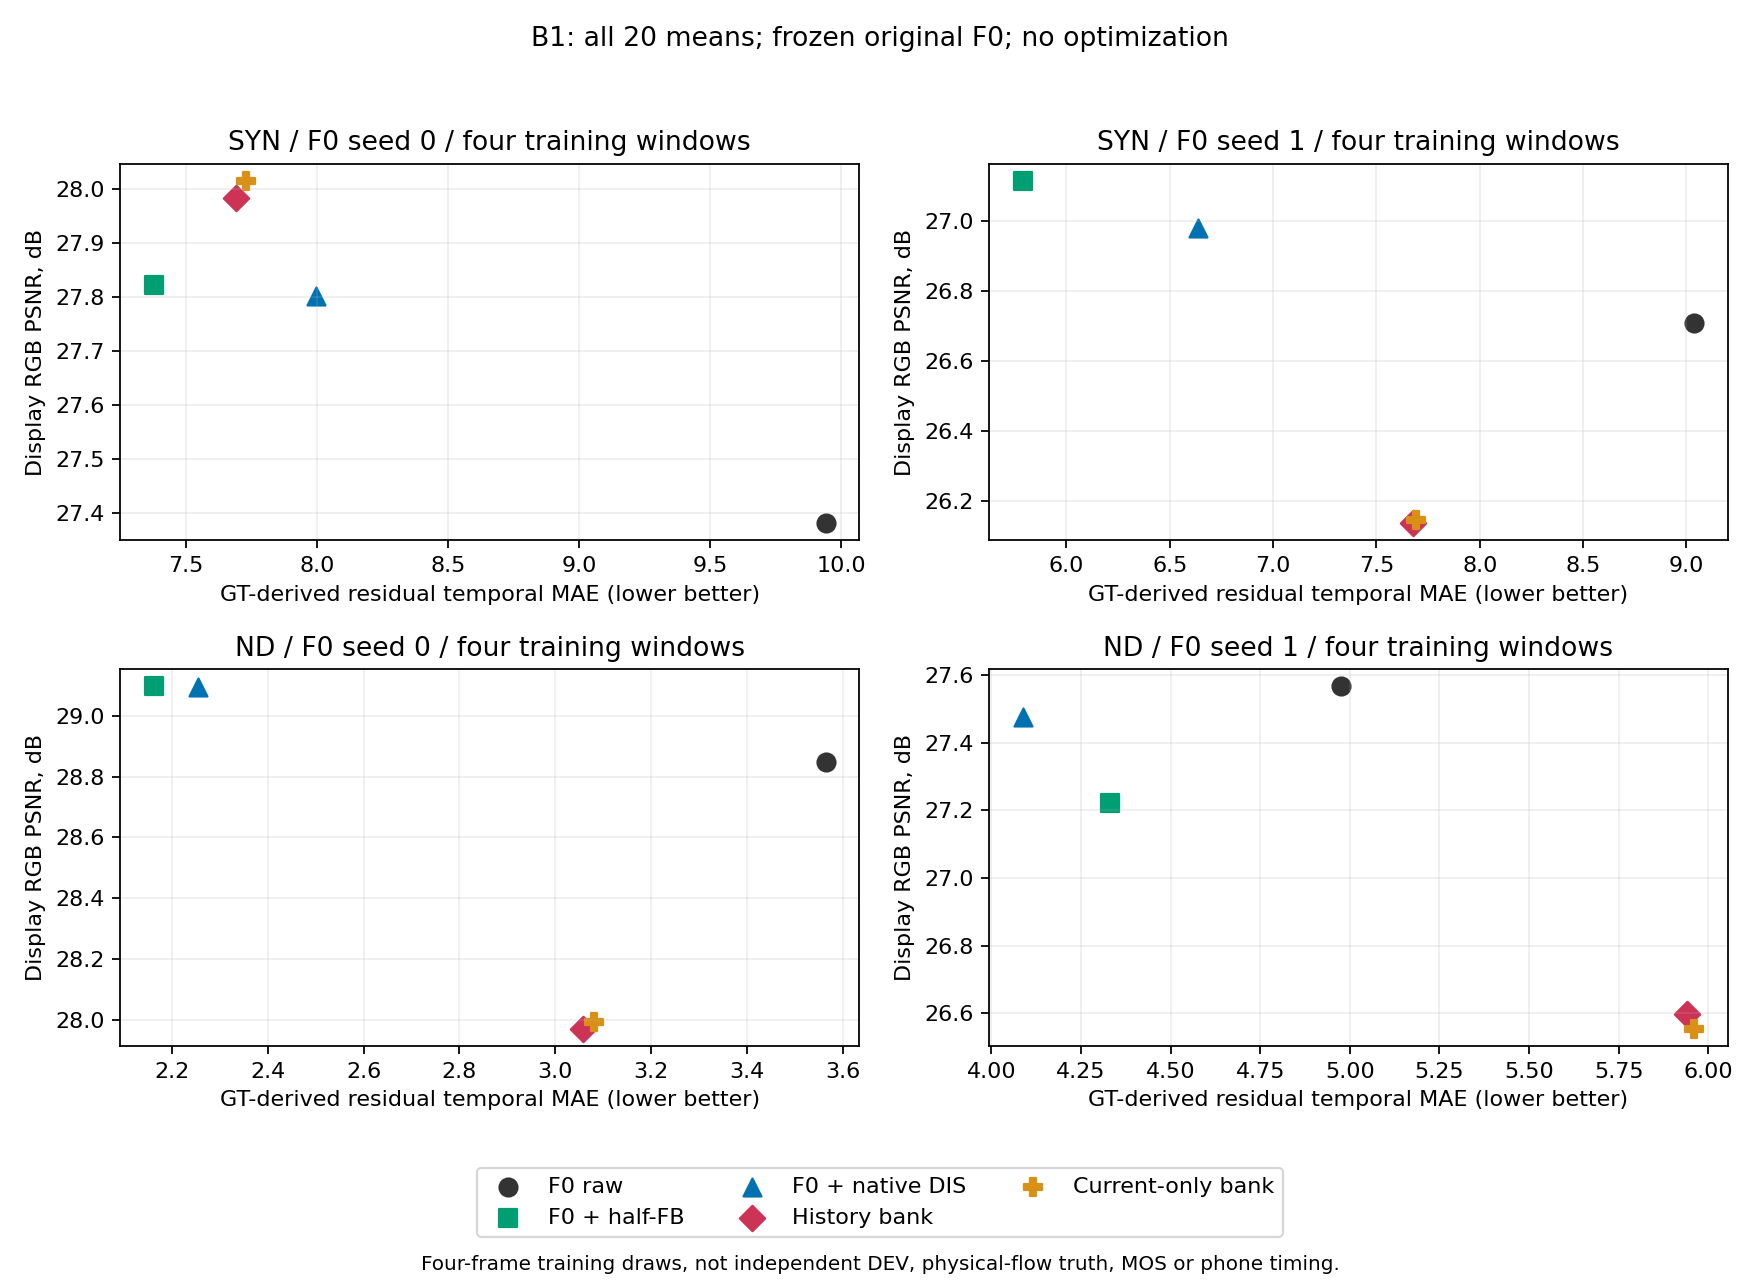 B1: all 20 means; frozen original F0; no optimization
SYN / F0 seed 0 / four training windows
Display RGB PSNR, dB
28.0
27.9
27.8
27.7
27.6
27.5
27.4
7.5 8.0 8.5 9.0 9.5 10.0
GT-derived residual temporal MAE (lower better)
SYN / F0 seed 1 / four training windows
Display RGB PSNR, dB
27.0
26.8
26.6
26.4
26.2
6.0 6.5 7.0 7.5 8.0 8.5 9.0
GT-derived residual temporal MAE (lower better)
ND / F0 seed 0 / four training windows
Display RGB PSNR, dB
29.0
28.8
28.6
28.4
28.2
28.0
2.2 2.4 2.6 2.8 3.0 3.2 3.4 3.6
GT-derived residual temporal MAE (lower better)
ND / F0 seed 1 / four training windows
Display RGB PSNR, dB
27.6
27.4
27.2
27.0
26.8
26.6
4.00 4.25 4.50 4.75 5.00 5.25 5.50 5.75 6.00
GT-derived residual temporal MAE (lower better)
F0 raw
F0 + half-FB
F0 + native DIS
History bank
Current-only bank
Four-frame training draws, not independent DEV, physical-flow truth, MOS or phone timing.